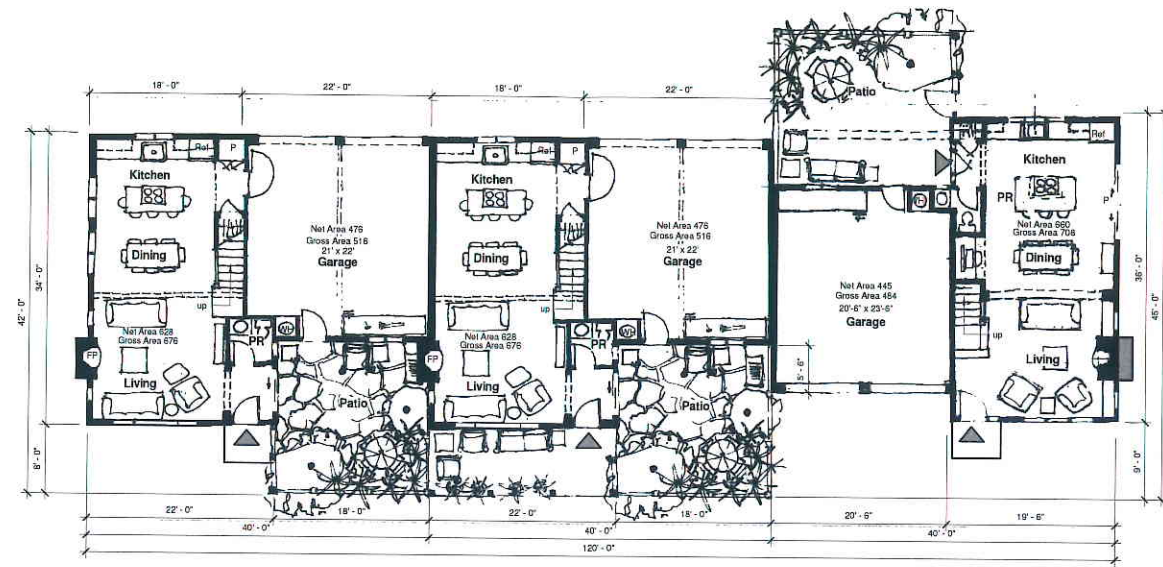 18' - 0"
22' - 0"
18' - 0"
22' - 0"
Patio
45' - 0"
42' - 0"
34' - 0"
8' - 0"
Ref
P
Kitchen
Dining
up
Net Area 628
Gross Area 676
FP
Living
PR
WH
Net Area 476
Gross Area 516
21' x 22'
Garage
Patio
Ref
P
Kitchen
Dining
up
Net Area 628
Gross Area 676
FP
Living
PR
WH
Net Area 476
Gross Area 516
21' x 22'
Garage
Patio
5' - 6"
WH
Net Area 445
Gross Area 484
20'-6" x 23'-6"
Garage
Ref
Kitchen
PR
P
Net Area 660
Gross Area 708
Dining
up
Living
36' - 0"
9' - 0"
22' - 0"
18' - 0"
22' - 0"
18' - 0"
20' - 6"
19' - 6"
40' - 0"
40' - 0"
40' - 0"
120' - 0"